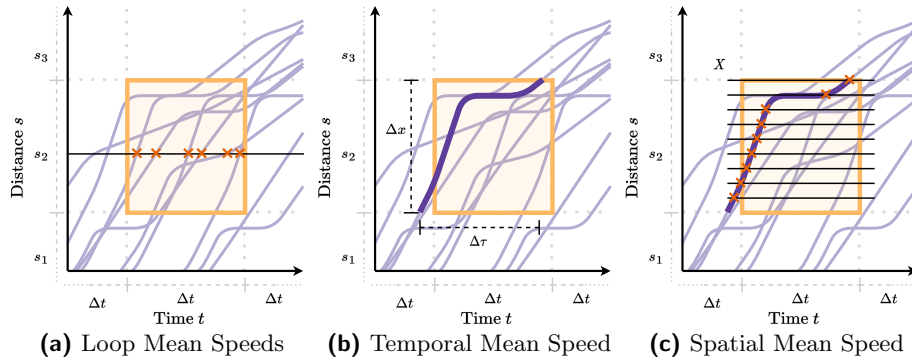 s₃
s₂
s₁
Distance s
Δt
Δt
Δt
Time t
(a) Loop Mean Speeds
s₃
s₂
s₁
Distance s
Δx
Δτ
Δt
Δt
Δt
Time t
(b) Temporal Mean Speed
s₃
s₂
s₁
Distance s
X
Δt
Δt
Δt
Time t
(c) Spatial Mean Speed